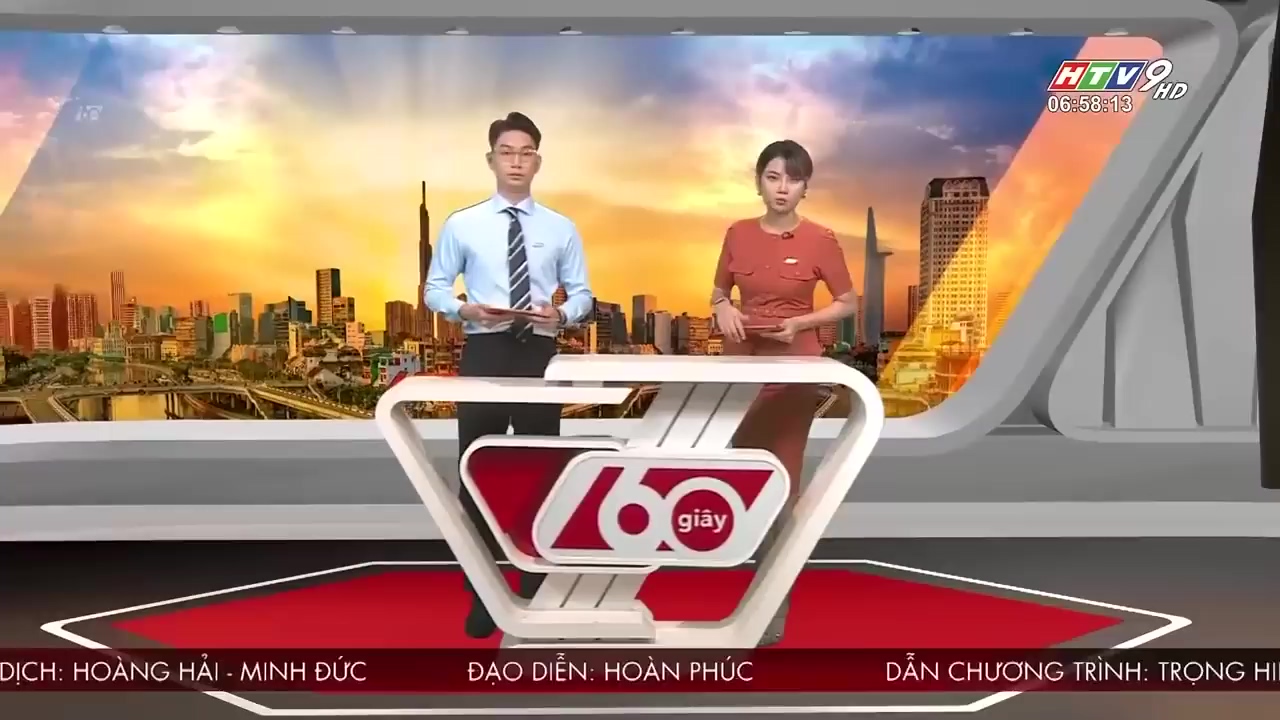 HTV9 HD
06:58:13
60 giây
DỊCH: HOÀNG HẢI - MINH ĐỨC ĐẠO DIỄN: HOÀN PHÚC DẪN CHƯƠNG TRÌNH: TRỌNG